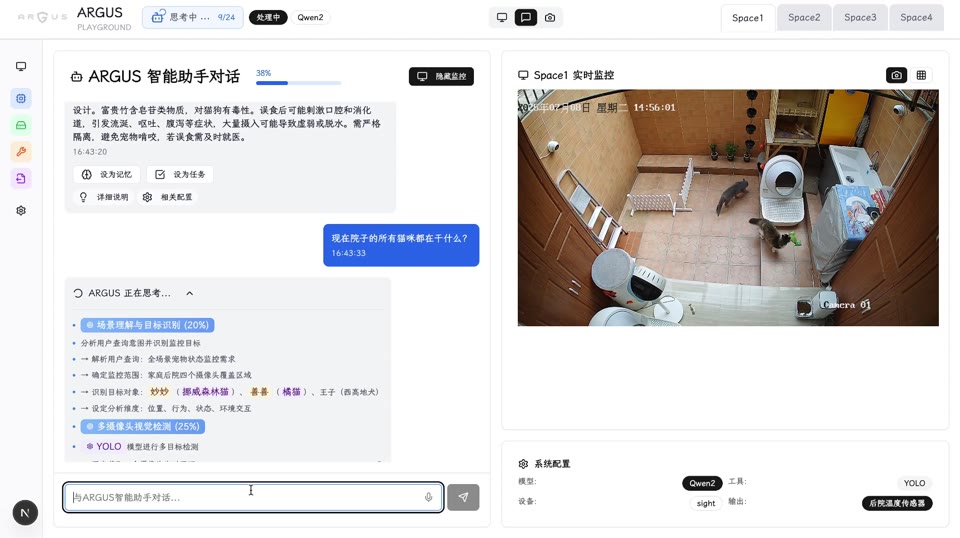 ARGUS
ARGUS
PLAYGROUND
思考中 ... 9/24
处理中
Qwen2
Space1
Space2
Space3
Space4
ARGUS 智能助手对话
38%
隐藏监控
设计。富贵竹含皂苷类物质，对猫狗有毒性。误食后可能刺激口腔和消化
道，引发流涎、呕吐、腹泻等症状，大量摄入可能导致虚弱或脱水。需严格
隔离，避免宠物啃咬，若误食需及时就医。
16:43:20
设为记忆
设为任务
详细说明
相关配置
现在院子的所有猫咪都在干什么？
16:43:33
ARGUS 正在思考...
场景理解与目标识别 (20%)
分析用户查询意图并识别监控目标
→ 解析用户查询：全场景宠物状态监控需求
→ 确定监控范围：家庭后院四个摄像头覆盖区域
→ 识别目标对象：妙妙（挪威森林猫）、善善（橘猫）、王子（西高地犬）
→ 设定分析维度：位置、行为、状态、环境交互
多摄像头视觉检测 (25%)
YOLO 模型进行多目标检测
与ARGUS智能助手对话...
N
Space1 实时监控
2025年07月08日 星期二 14:56:01
Camera 01
系统配置
模型:
Qwen2
工具:
YOLO
设备:
sight
输出:
后院温度传感器